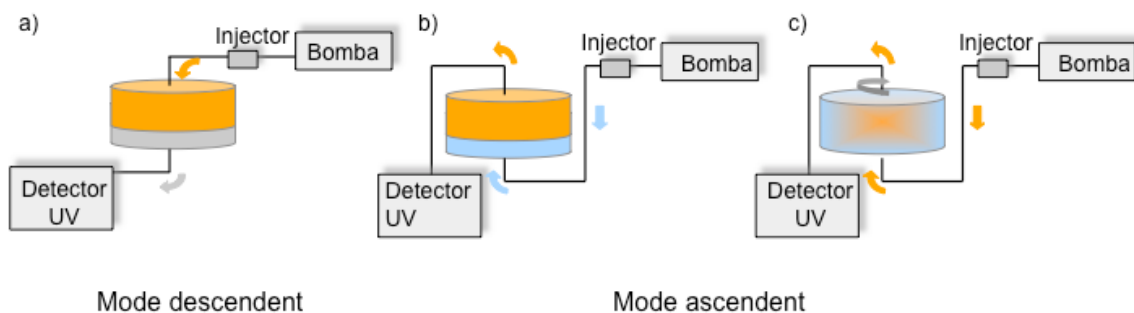 a)
Injector
Bomba
Detector
UV
b)
Injector
Bomba
Detector
UV
c)
Injector
Bomba
Detector
UV
Mode descendent
Mode ascendent